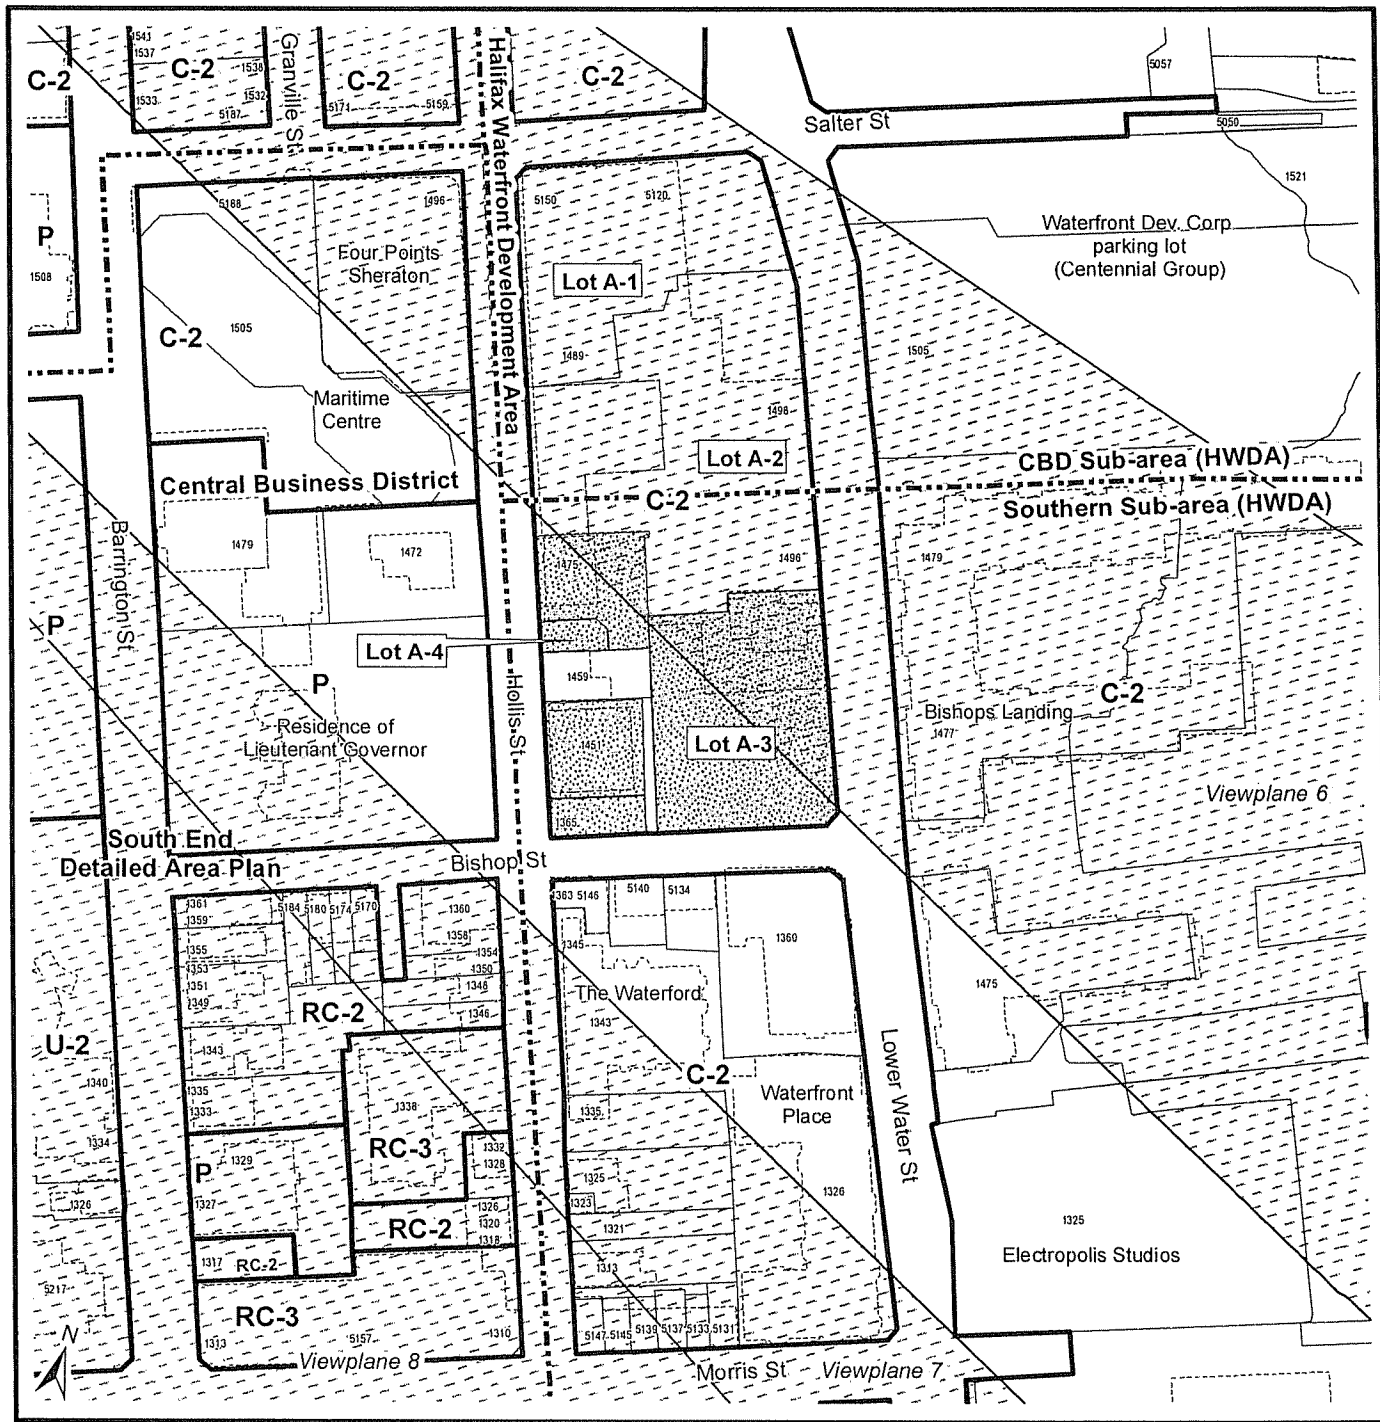 1541
1537
C-2
C-2
1538
1533
1532
5187
Granville St
C-2
5171
5159
Halifax Waterfront Development Area
C-2
5057
Salter St
5050
1521
5188
1496
5150
5120
P
1508
Four Points
Sheraton
Waterfront Dev. Corp
parking lot
(Centennial Group)
Lot A-1
C-2
1505
1489
1505
Maritime
Centre
1498
Lot A-2
CBD Sub-area (HWDA)
Central Business District
C-2
Southern Sub-area (HWDA)
Barrington St
1479
1472
1475
1496
1479
P
Lot A-4
1459
Hollis St
P
C-2
Residence of
Lieutenant Governor
1451
Lot A-3
Bishops Landing
1477
Viewplane 6
1365
South End
Detailed Area Plan
Bishop St
1361
1359
5184
5180
5174
5170
1360
1358
1363
5146
5140
5134
1360
1355
1354
1345
1353
1350
1351
1348
1349
The Waterford
1475
RC-2
1346
1343
U-2
1343
C-2
Lower Water St
1340
1335
1333
1338
1335
Waterfront
Place
1334
RC-3
1332
1328
P
1329
1325
1326
1327
1326
1323
1326
RC-2
1320
1321
1325
1318
Electropolis Studios
1317
RC-2
1313
5217
RC-3
1313
5157
1310
5147
5145
5139
5137
5133
5131
N
Viewplane 8
Morris St
Viewplane 7